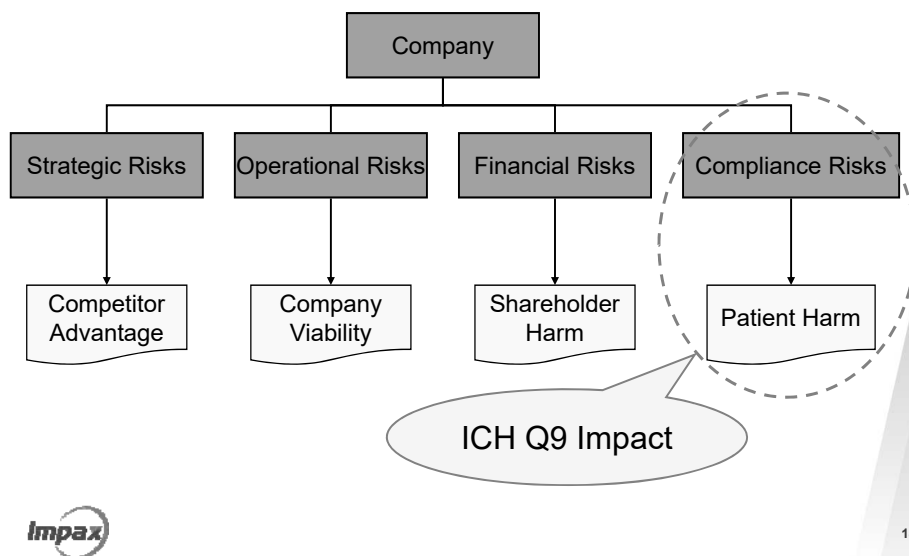 Company
Strategic Risks
Operational Risks
Financial Risks
Compliance Risks
Competitor
Advantage
Company
Viability
Shareholder
Harm
Patient Harm
ICH Q9 Impact
Impax
1